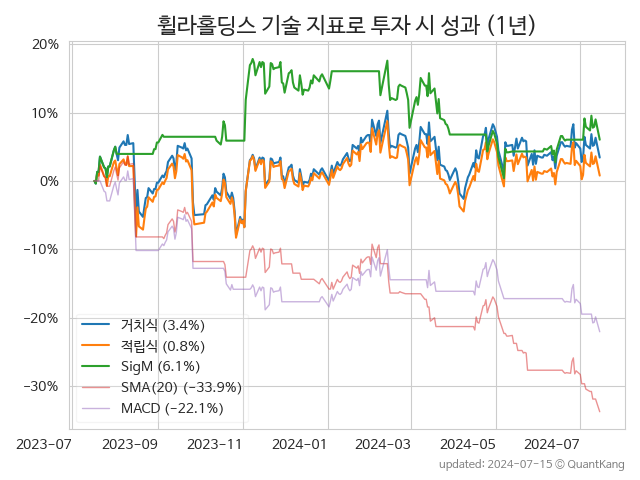 휠라홀딩스 기술 지표로 투자 시 성과 (1년)
20%
10%
0%
−10%
−20%
−30%
거치식 (3.4%)
적립식 (0.8%)
SigM (6.1%)
SMA(20) (−33.9%)
MACD (−22.1%)
2023-07 2023-09 2023-11 2024-01 2024-03 2024-05 2024-07
updated: 2024-07-15 © QuantKang